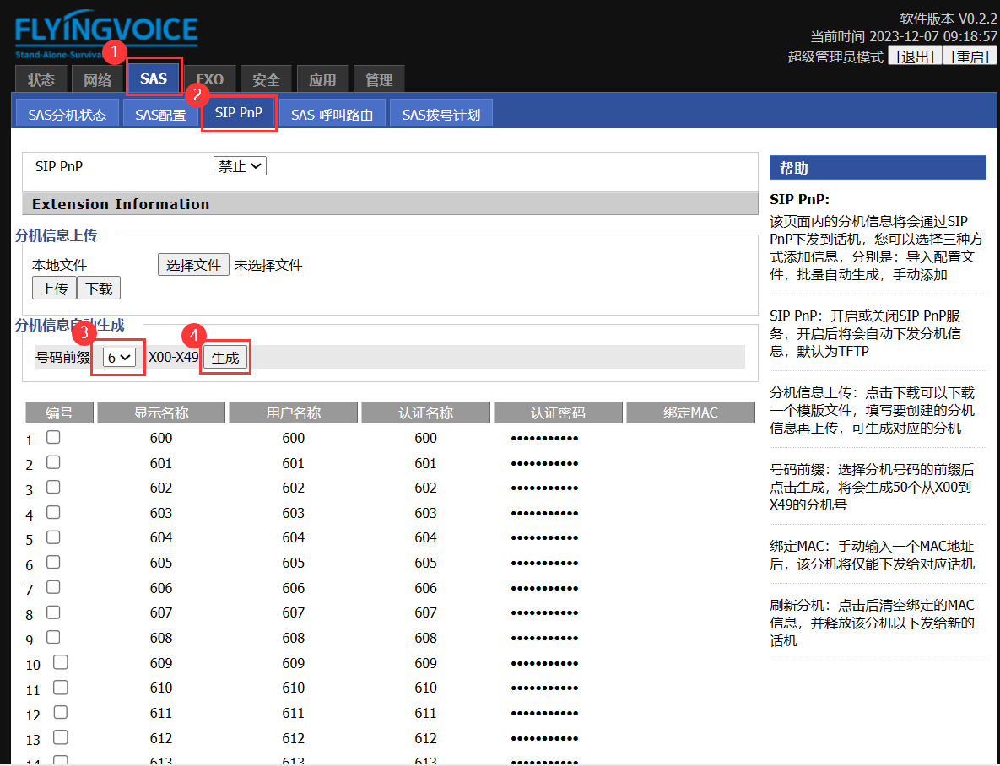 FLYINGVOICE
软件版本 V0.2.2
当前时间 2023-12-07 09:18:57
Stand-Alone-Surviva
1
超级管理员模式 [退出] [重启]
状态 网络 SAS FXO 安全 应用 管理
2
SAS分机状态 SAS配置 SIP PnP SAS 呼叫路由 SAS拨号计划
SIP PnP 禁止
Extension Information
分机信息上传
本地文件 选择文件 未选择文件
上传 下载
分机信息自动生成
3 4
号码前缀 6 X00-X49 生成
编号 显示名称 用户名称 认证名称 认证密码 绑定MAC
1 600 600 600 •••••••••••
2 601 601 601 •••••••••••
3 602 602 602 •••••••••••
4 603 603 603 •••••••••••
5 604 604 604 •••••••••••
6 605 605 605 •••••••••••
7 606 606 606 •••••••••••
8 607 607 607 •••••••••••
9 608 608 608 •••••••••••
10 609 609 609 •••••••••••
11 610 610 610 •••••••••••
12 611 611 611 •••••••••••
13 612 612 612 •••••••••••
14 613 613 613 •••••••••••
帮助
SIP PnP:
该页面内的分机信息将会通过SIP
PnP下发到话机，您可以选择三种方
式添加信息，分别是：导入配置文
件，批量自动生成，手动添加
SIP PnP：开启或关闭SIP PnP服
务，开启后将会自动下发分机信
息，默认为TFTP
分机信息上传：点击下载可以下载
一个模版文件，填写要创建的分机
信息再上传，可生成对应的分机
号码前缀：选择分机号码的前缀后
点击生成，将会生成50个从X00到
X49的分机号
绑定MAC：手动输入一个MAC地址
后，该分机将仅能下发给对应话机
刷新分机：点击后清空绑定的MAC
信息，并释放该分机以下发给新的
话机